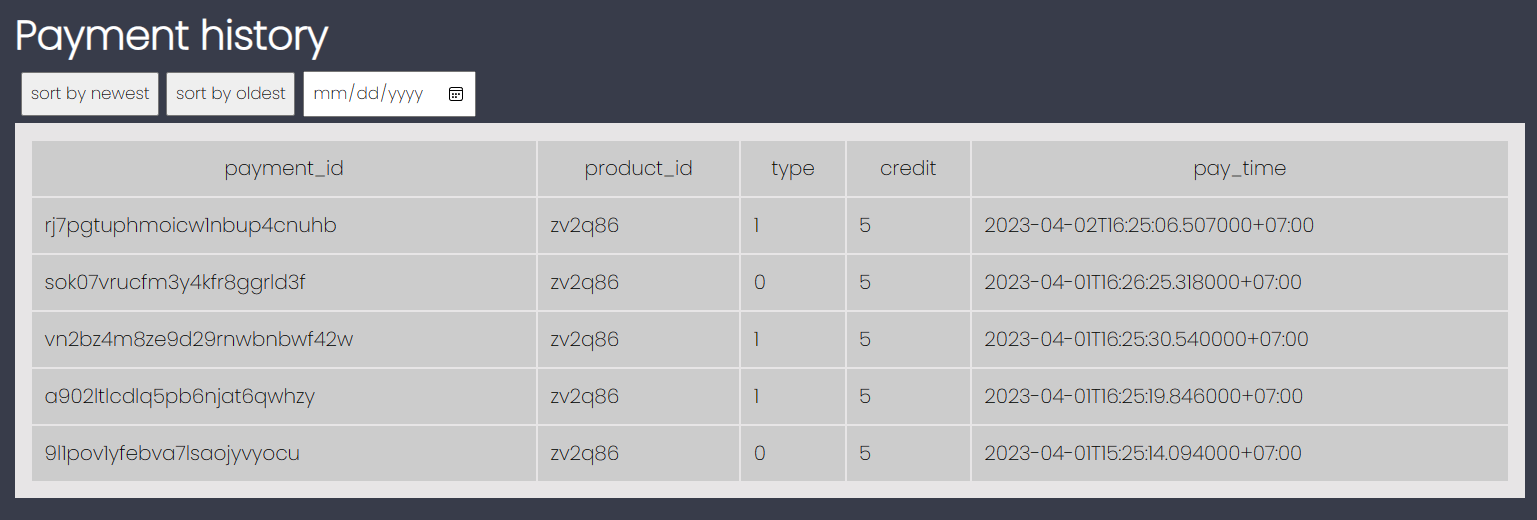 Payment history
sort by newest sort by oldest mm/dd/yyyy
payment_id product_id type credit pay_time
rj7pgtuphmoicw1nbup4cnuhb zv2q86 1 5 2023-04-02T16:25:06.507000+07:00
sok07vrucfm3y4kfr8ggrld3f zv2q86 0 5 2023-04-01T16:26:25.318000+07:00
vn2bz4m8ze9d29rnwbnbwf42w zv2q86 1 5 2023-04-01T16:25:30.540000+07:00
a902ltlcdlq5pb6njat6qwhzy zv2q86 1 5 2023-04-01T16:25:19.846000+07:00
9l1pov1yfebva7lsaojyvyocu zv2q86 0 5 2023-04-01T15:25:14.094000+07:00